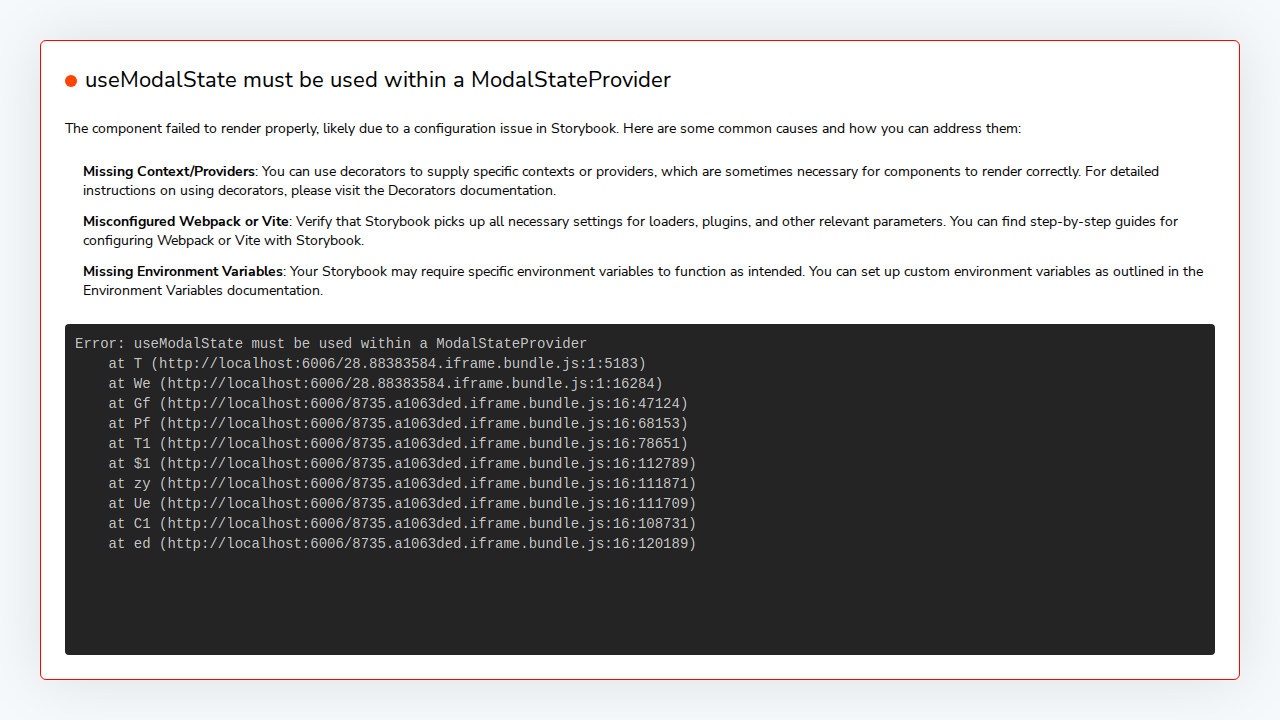 useModalState must be used within a ModalStateProvider
The component failed to render properly, likely due to a configuration issue in Storybook. Here are some common causes and how you can address them:
Missing Context/Providers: You can use decorators to supply specific contexts or providers, which are sometimes necessary for components to render correctly. For detailed
instructions on using decorators, please visit the Decorators documentation.
Misconfigured Webpack or Vite: Verify that Storybook picks up all necessary settings for loaders, plugins, and other relevant parameters. You can find step-by-step guides for
configuring Webpack or Vite with Storybook.
Missing Environment Variables: Your Storybook may require specific environment variables to function as intended. You can set up custom environment variables as outlined in the
Environment Variables documentation.
Error: useModalState must be used within a ModalStateProvider
    at T (http://localhost:6006/28.88383584.iframe.bundle.js:1:5183)
    at We (http://localhost:6006/28.88383584.iframe.bundle.js:1:16284)
    at Gf (http://localhost:6006/8735.a1063ded.iframe.bundle.js:16:47124)
    at Pf (http://localhost:6006/8735.a1063ded.iframe.bundle.js:16:68153)
    at T1 (http://localhost:6006/8735.a1063ded.iframe.bundle.js:16:78651)
    at $1 (http://localhost:6006/8735.a1063ded.iframe.bundle.js:16:112789)
    at zy (http://localhost:6006/8735.a1063ded.iframe.bundle.js:16:111871)
    at Ue (http://localhost:6006/8735.a1063ded.iframe.bundle.js:16:111709)
    at C1 (http://localhost:6006/8735.a1063ded.iframe.bundle.js:16:108731)
    at ed (http://localhost:6006/8735.a1063ded.iframe.bundle.js:16:120189)